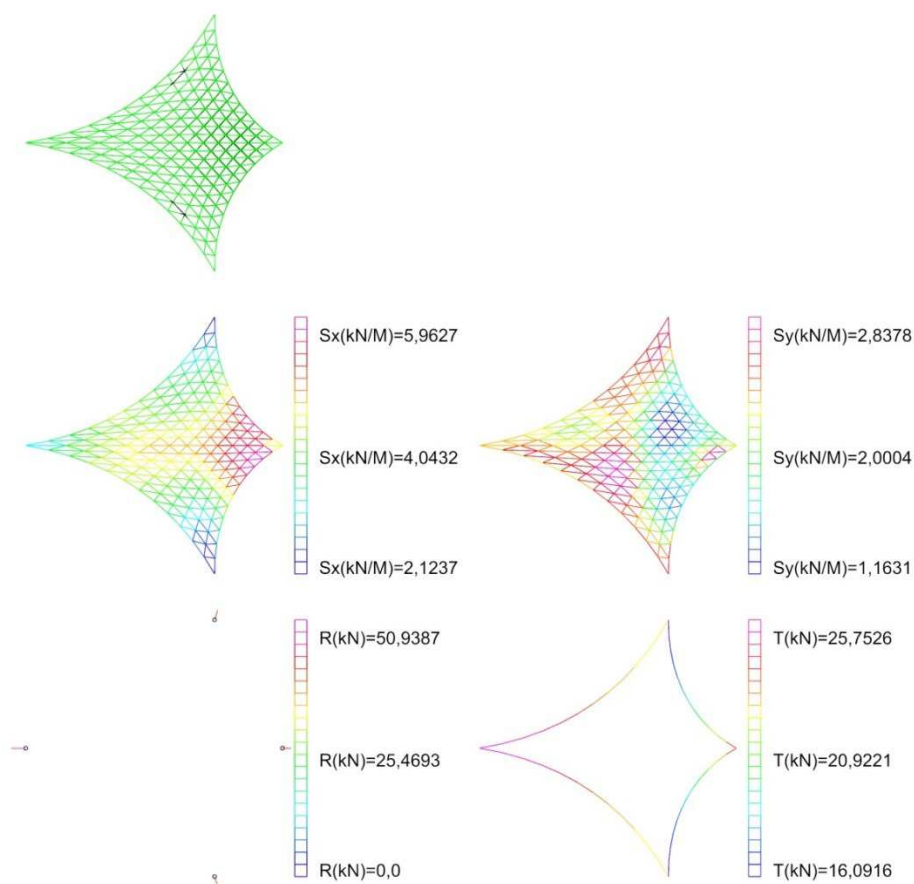 Sx(kN/M)=5,9627
Sy(kN/M)=2,8378
Sx(kN/M)=4,0432
Sy(kN/M)=2,0004
Sx(kN/M)=2,1237
Sy(kN/M)=1,1631
R(kN)=50,9387
T(kN)=25,7526
R(kN)=25,4693
T(kN)=20,9221
R(kN)=0,0
T(kN)=16,0916